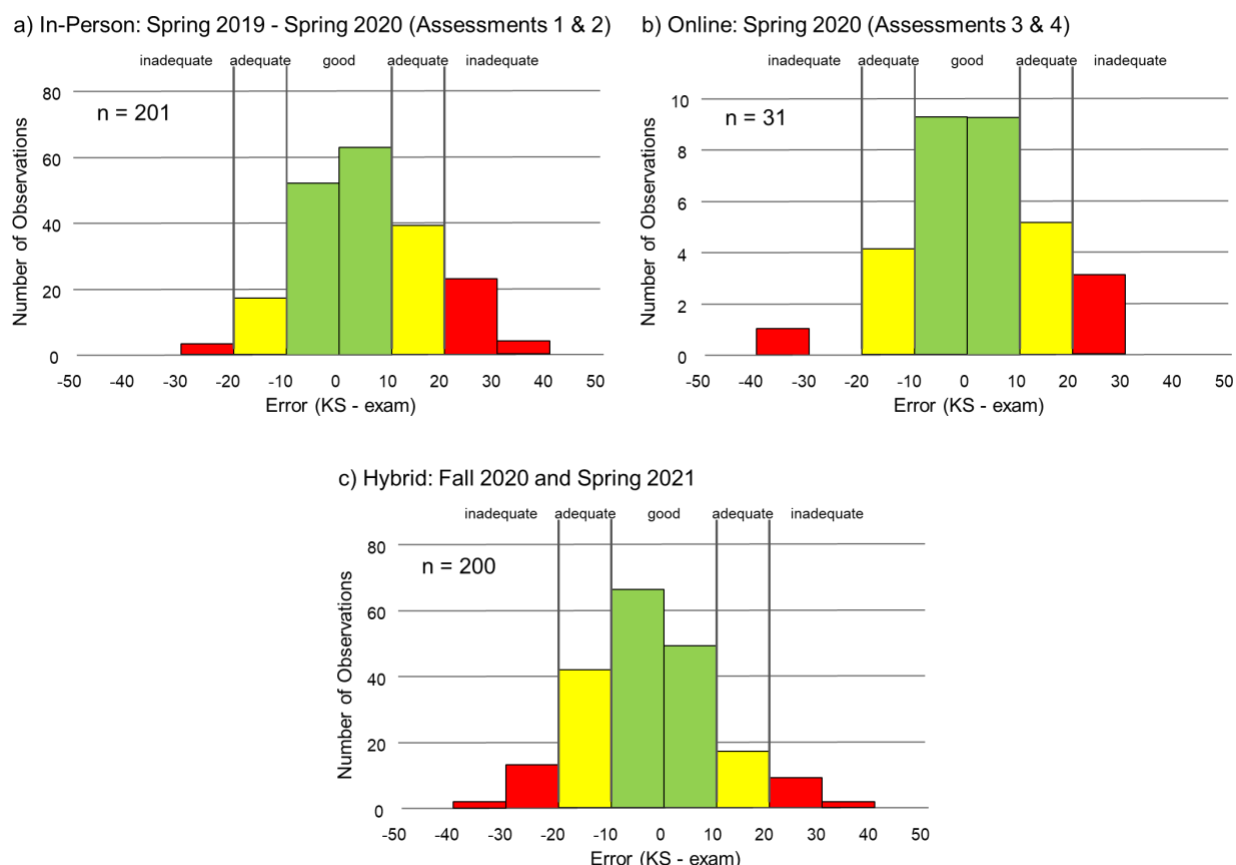 a) In-Person: Spring 2019 - Spring 2020 (Assessments 1 & 2)
inadequate adequate good adequate inadequate
n = 201
80
60
40
20
0
Number of Observations
-50 -40 -30 -20 -10 0 10 20 30 40 50
Error (KS - exam)
b) Online: Spring 2020 (Assessments 3 & 4)
inadequate adequate good adequate inadequate
n = 31
10
8
6
4
2
0
Number of Observations
-50 -40 -30 -20 -10 0 10 20 30 40 50
Error (KS - exam)
c) Hybrid: Fall 2020 and Spring 2021
inadequate adequate good adequate inadequate
n = 200
80
60
40
20
0
Number of Observations
-50 -40 -30 -20 -10 0 10 20 30 40 50
Error (KS - exam)